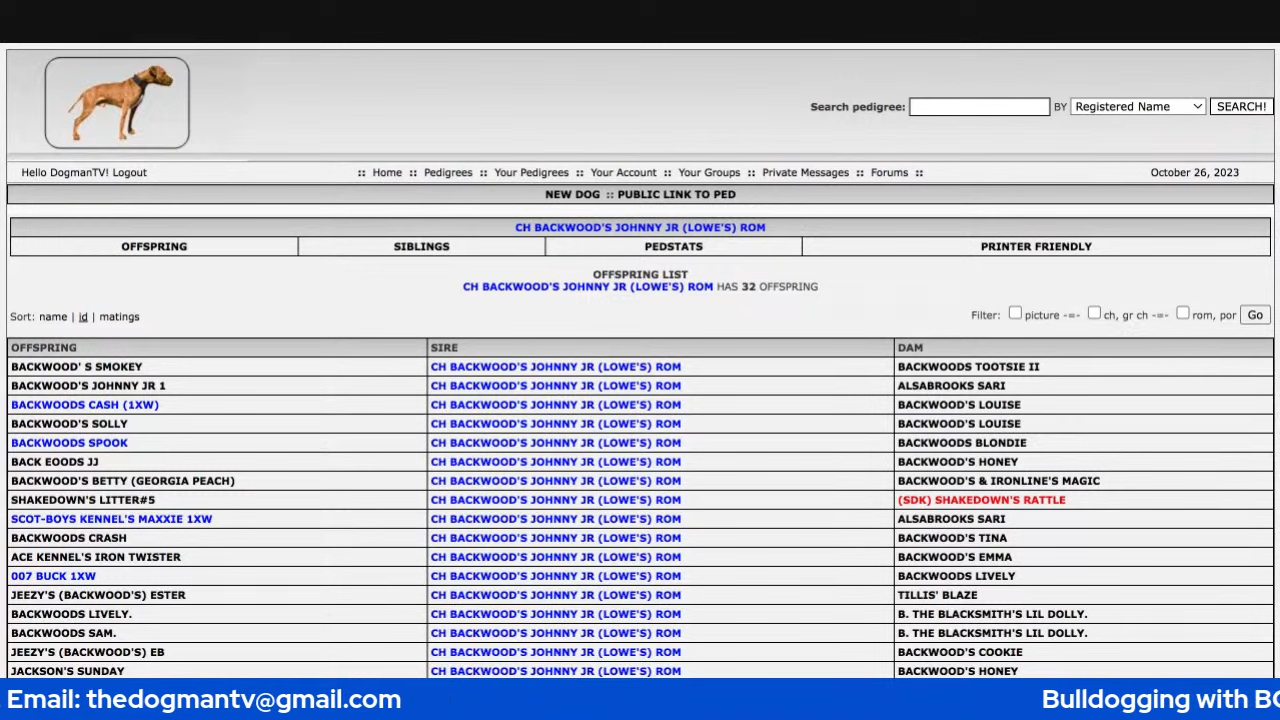 Search pedigree: BY Registered Name SEARCH!
Hello DogmanTV! Logout :: Home :: Pedigrees :: Your Pedigrees :: Your Account :: Your Groups :: Private Messages :: Forums :: October 26, 2023
NEW DOG :: PUBLIC LINK TO PED
CH BACKWOOD'S JOHNNY JR (LOWE'S) ROM
OFFSPRING SIBLINGS PEDSTATS PRINTER FRIENDLY
OFFSPRING LIST
CH BACKWOOD'S JOHNNY JR (LOWE'S) ROM HAS 32 OFFSPRING
Sort: name | id | matings Filter: picture -=- ch, gr ch -=- rom, por Go
OFFSPRING SIRE DAM
BACKWOOD' S SMOKEY CH BACKWOOD'S JOHNNY JR (LOWE'S) ROM BACKWOODS TOOTSIE II
BACKWOOD'S JOHNNY JR 1 CH BACKWOOD'S JOHNNY JR (LOWE'S) ROM ALSABROOKS SARI
BACKWOODS CASH (1XW) CH BACKWOOD'S JOHNNY JR (LOWE'S) ROM BACKWOOD'S LOUISE
BACKWOOD'S SOLLY CH BACKWOOD'S JOHNNY JR (LOWE'S) ROM BACKWOOD'S LOUISE
BACKWOODS SPOOK CH BACKWOOD'S JOHNNY JR (LOWE'S) ROM BACKWOODS BLONDIE
BACK EOODS JJ CH BACKWOOD'S JOHNNY JR (LOWE'S) ROM BACKWOOD'S HONEY
BACKWOOD'S BETTY (GEORGIA PEACH) CH BACKWOOD'S JOHNNY JR (LOWE'S) ROM BACKWOOD'S & IRONLINE'S MAGIC
SHAKEDOWN'S LITTER#5 CH BACKWOOD'S JOHNNY JR (LOWE'S) ROM (SDK) SHAKEDOWN'S RATTLE
SCOT-BOYS KENNEL'S MAXXIE 1XW CH BACKWOOD'S JOHNNY JR (LOWE'S) ROM ALSABROOKS SARI
BACKWOODS CRASH CH BACKWOOD'S JOHNNY JR (LOWE'S) ROM BACKWOOD'S TINA
ACE KENNEL'S IRON TWISTER CH BACKWOOD'S JOHNNY JR (LOWE'S) ROM BACKWOOD'S EMMA
007 BUCK 1XW CH BACKWOOD'S JOHNNY JR (LOWE'S) ROM BACKWOODS LIVELY
JEEZY'S (BACKWOOD'S) ESTER CH BACKWOOD'S JOHNNY JR (LOWE'S) ROM TILLIS' BLAZE
BACKWOODS LIVELY. CH BACKWOOD'S JOHNNY JR (LOWE'S) ROM B. THE BLACKSMITH'S LIL DOLLY.
BACKWOODS SAM. CH BACKWOOD'S JOHNNY JR (LOWE'S) ROM B. THE BLACKSMITH'S LIL DOLLY.
JEEZY'S (BACKWOOD'S) EB CH BACKWOOD'S JOHNNY JR (LOWE'S) ROM BACKWOOD'S COOKIE
JACKSON'S SUNDAY CH BACKWOOD'S JOHNNY JR (LOWE'S) ROM BACKWOOD'S HONEY
Email: thedogmantv@gmail.com Bulldogging with